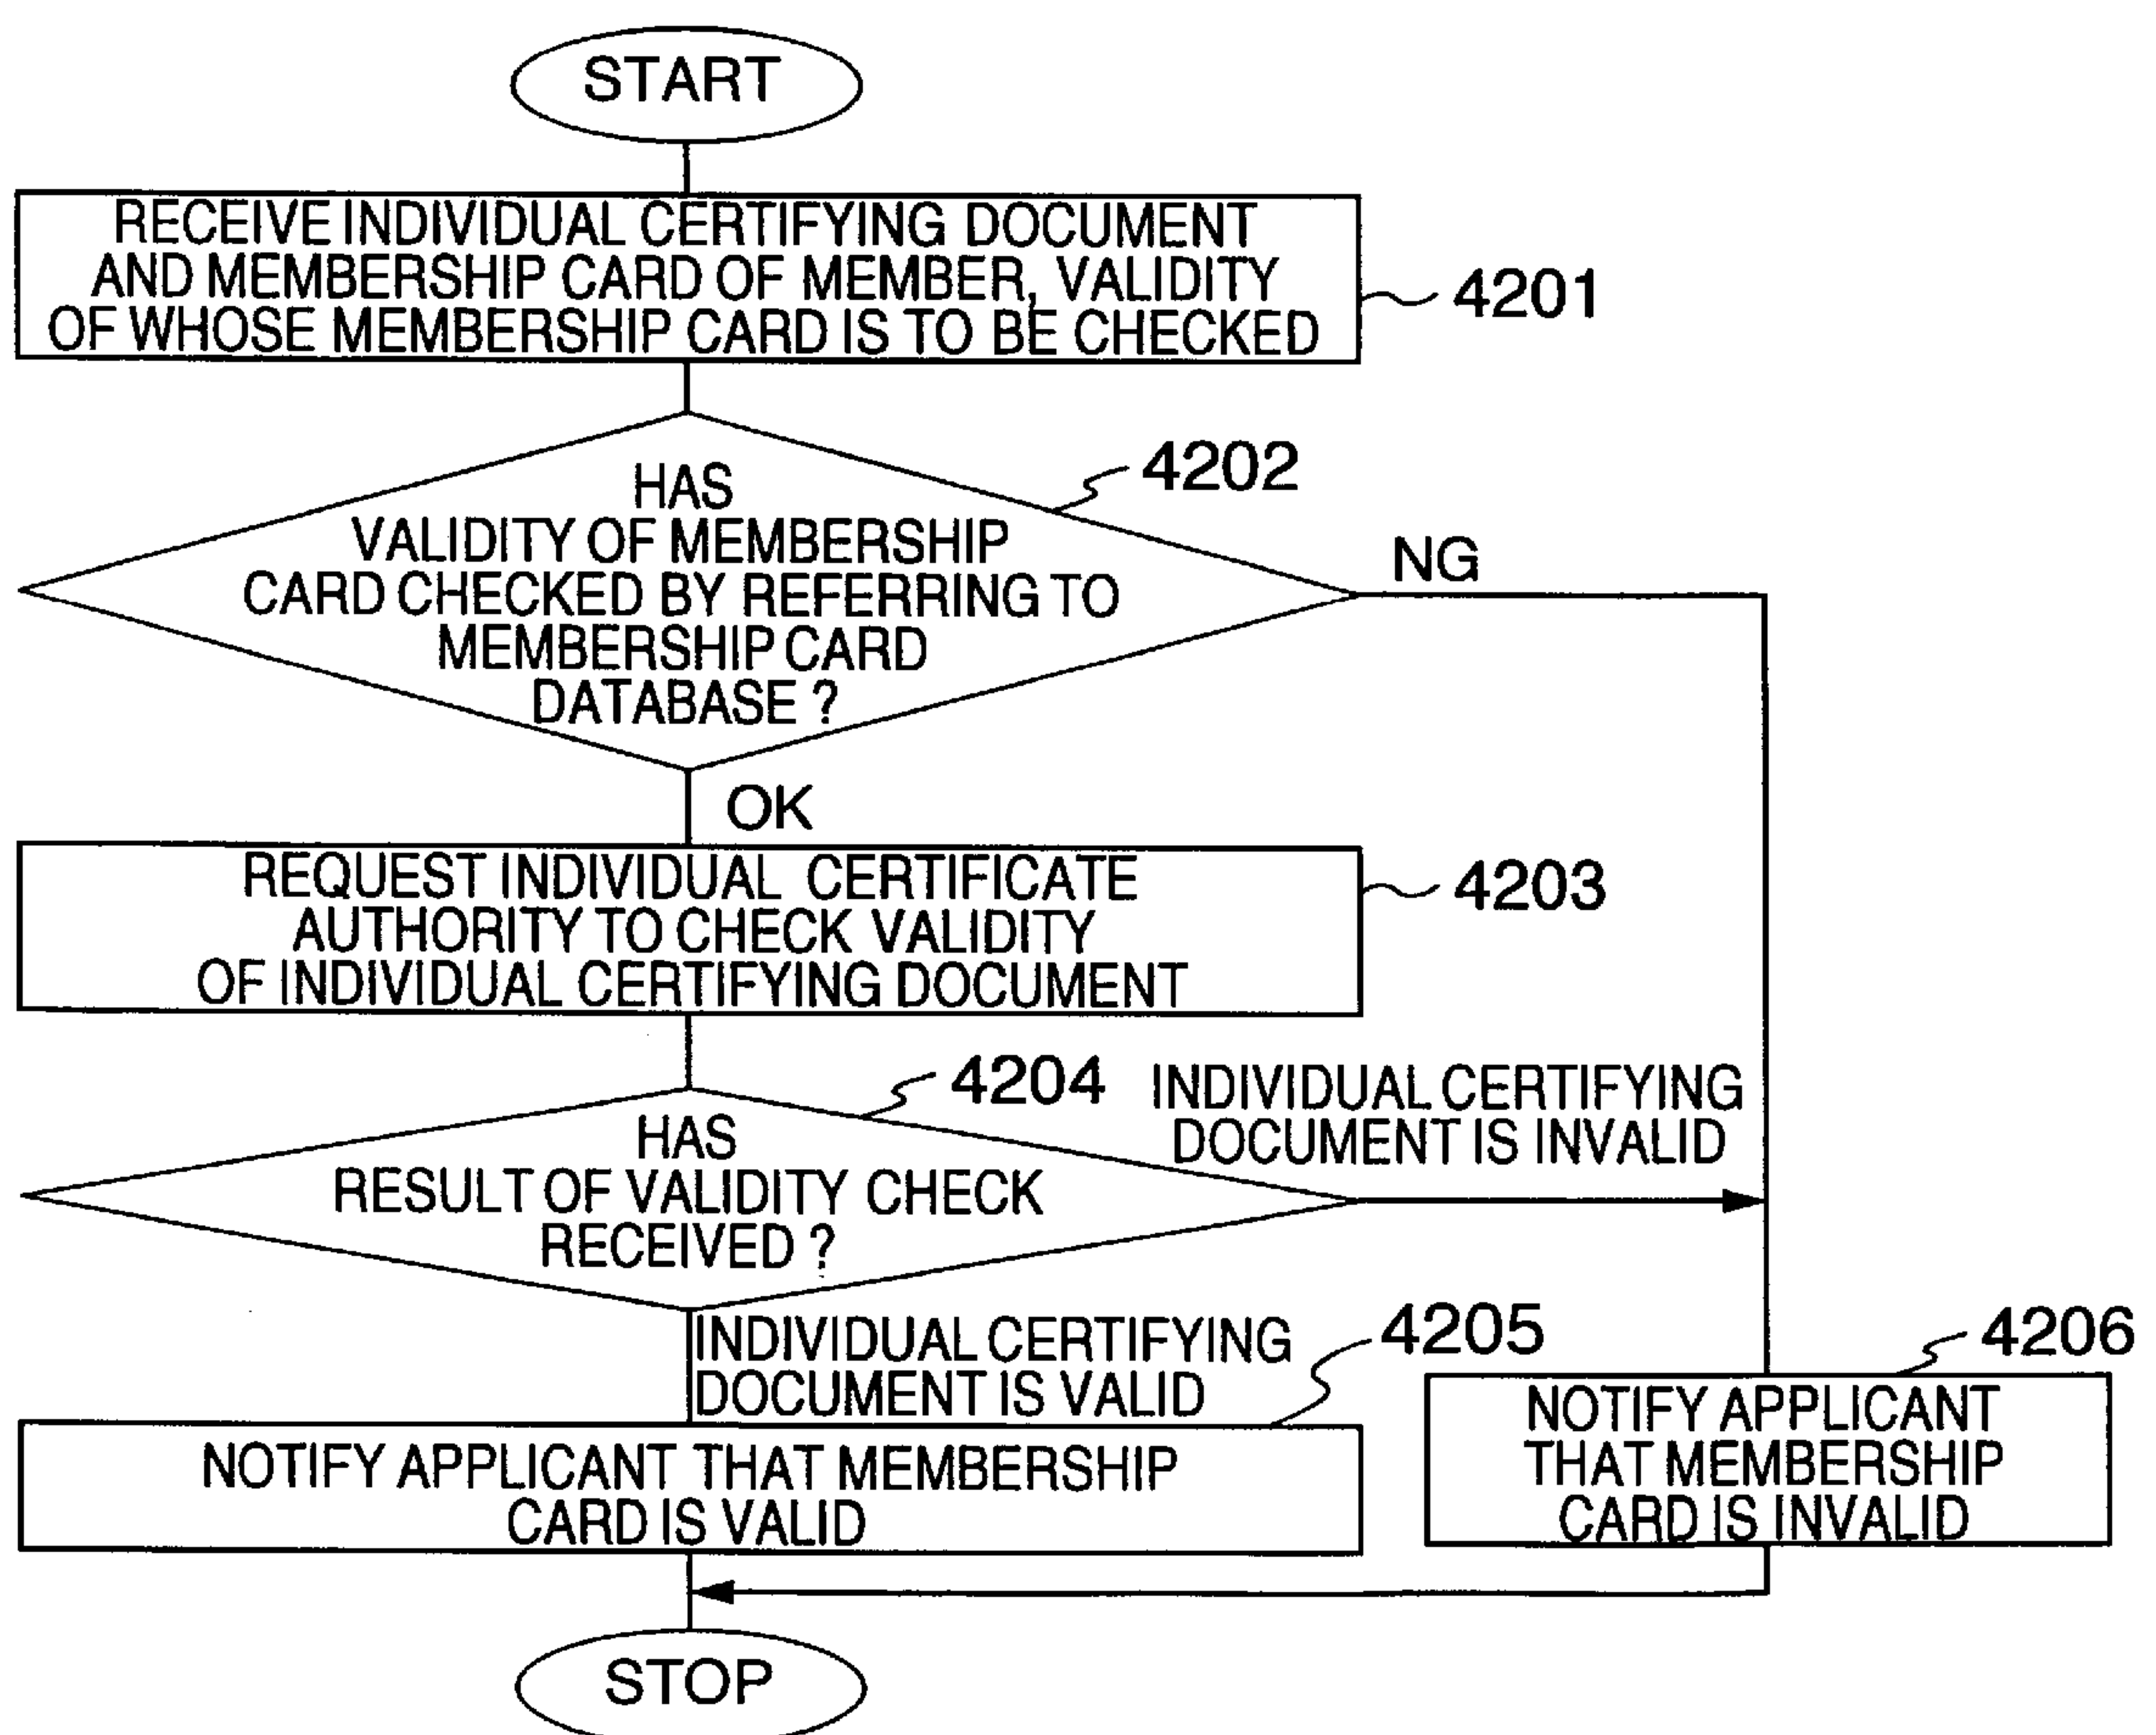 START
RECEIVE INDIVIDUAL CERTIFYING DOCUMENT
AND MEMBERSHIP CARD OF MEMBER, VALIDITY
OF WHOSE MEMBERSHIP CARD IS TO BE CHECKED
4201
4202
HAS
VALIDITY OF MEMBERSHIP
CARD CHECKED BY REFERRING TO
MEMBERSHIP CARD
DATABASE ?
NG
OK
REQUEST INDIVIDUAL CERTIFICATE
AUTHORITY TO CHECK VALIDITY
OF INDIVIDUAL CERTIFYING DOCUMENT
4203
4204
HAS
RESULT OF VALIDITY CHECK
RECEIVED ?
INDIVIDUAL CERTIFYING
DOCUMENT IS INVALID
INDIVIDUAL CERTIFYING
DOCUMENT IS VALID
4205
NOTIFY APPLICANT THAT MEMBERSHIP
CARD IS VALID
4206
NOTIFY APPLICANT
THAT MEMBERSHIP
CARD IS INVALID
STOP